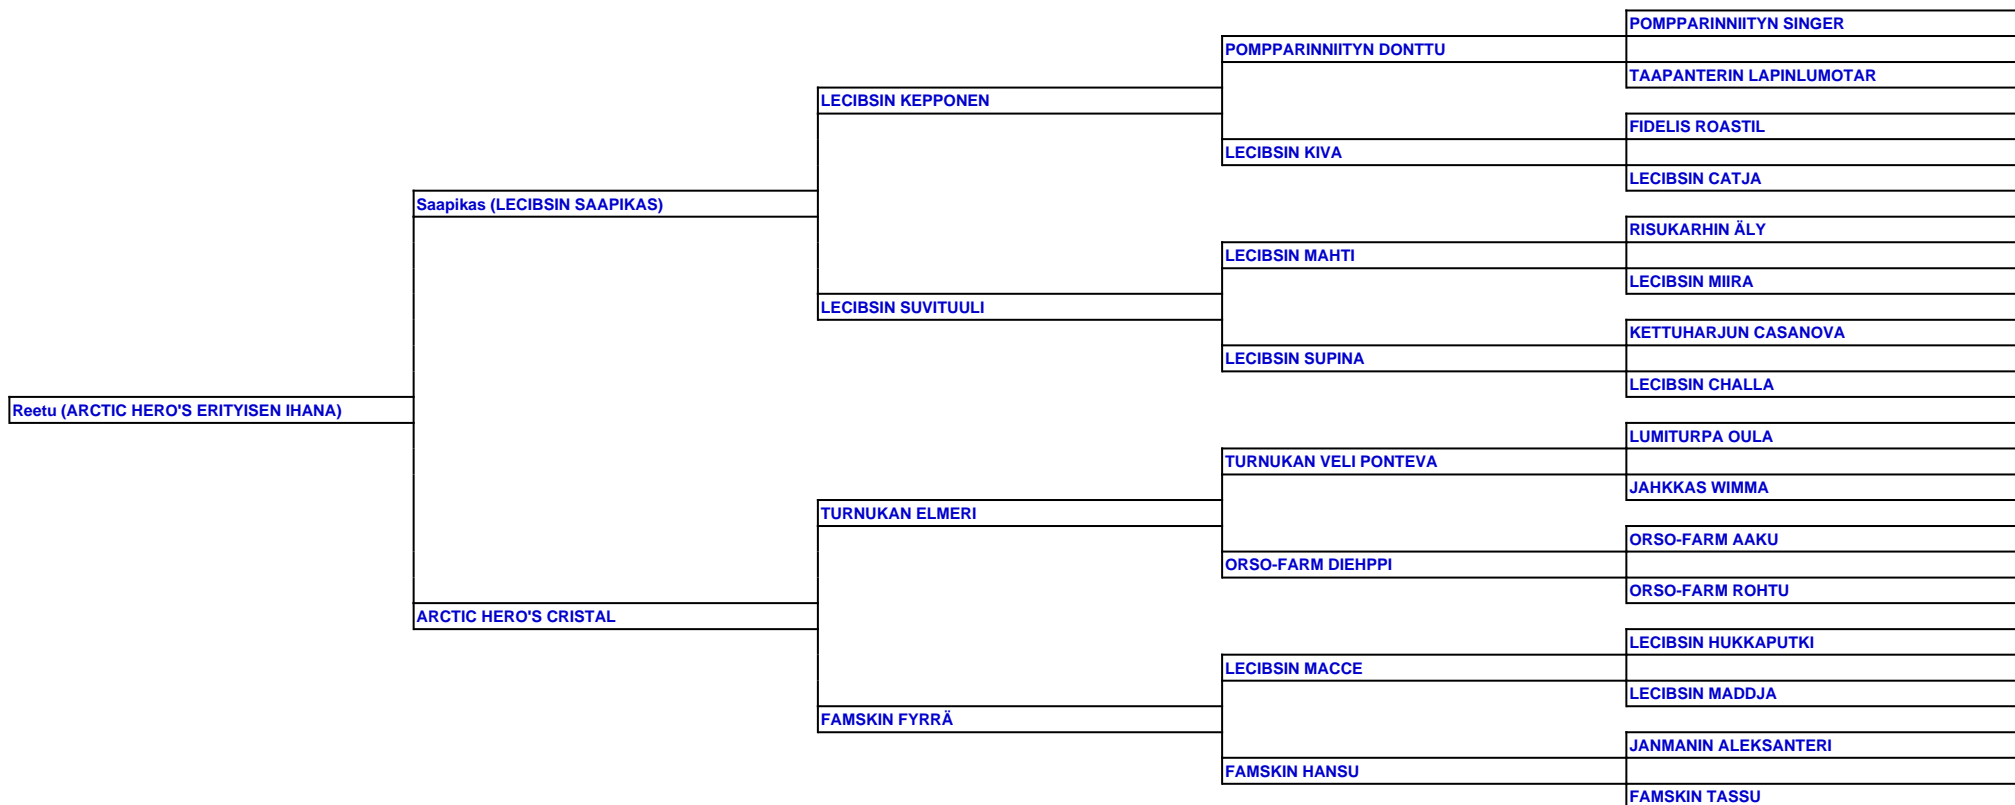 POMPPARINNIITYN SINGER
POMPPARINNIITYN DONTTU
TAAPANTERIN LAPINLUMOTAR
LECIBSIN KEPPONEN
FIDELIS ROASTIL
LECIBSIN KIVA
LECIBSIN CATJA
Saapikas (LECIBSIN SAAPIKAS)
RISUKARHIN ÄLY
LECIBSIN MAHTI
LECIBSIN MIIRA
LECIBSIN SUVITUULI
KETTUHARJUN CASANOVA
LECIBSIN SUPINA
LECIBSIN CHALLA
Reetu (ARCTIC HERO'S ERITYISEN IHANA)
LUMITURPA OULA
TURNUKAN VELI PONTEVA
JAHKKAS WIMMA
TURNUKAN ELMERI
ORSO-FARM AAKU
ORSO-FARM DIEHPPI
ORSO-FARM ROHTU
ARCTIC HERO'S CRISTAL
LECIBSIN HUKKAPUTKI
LECIBSIN MACCE
LECIBSIN MADDJA
FAMSKIN FYRRÄ
JANMANIN ALEKSANTERI
FAMSKIN HANSU
FAMSKIN TASSU